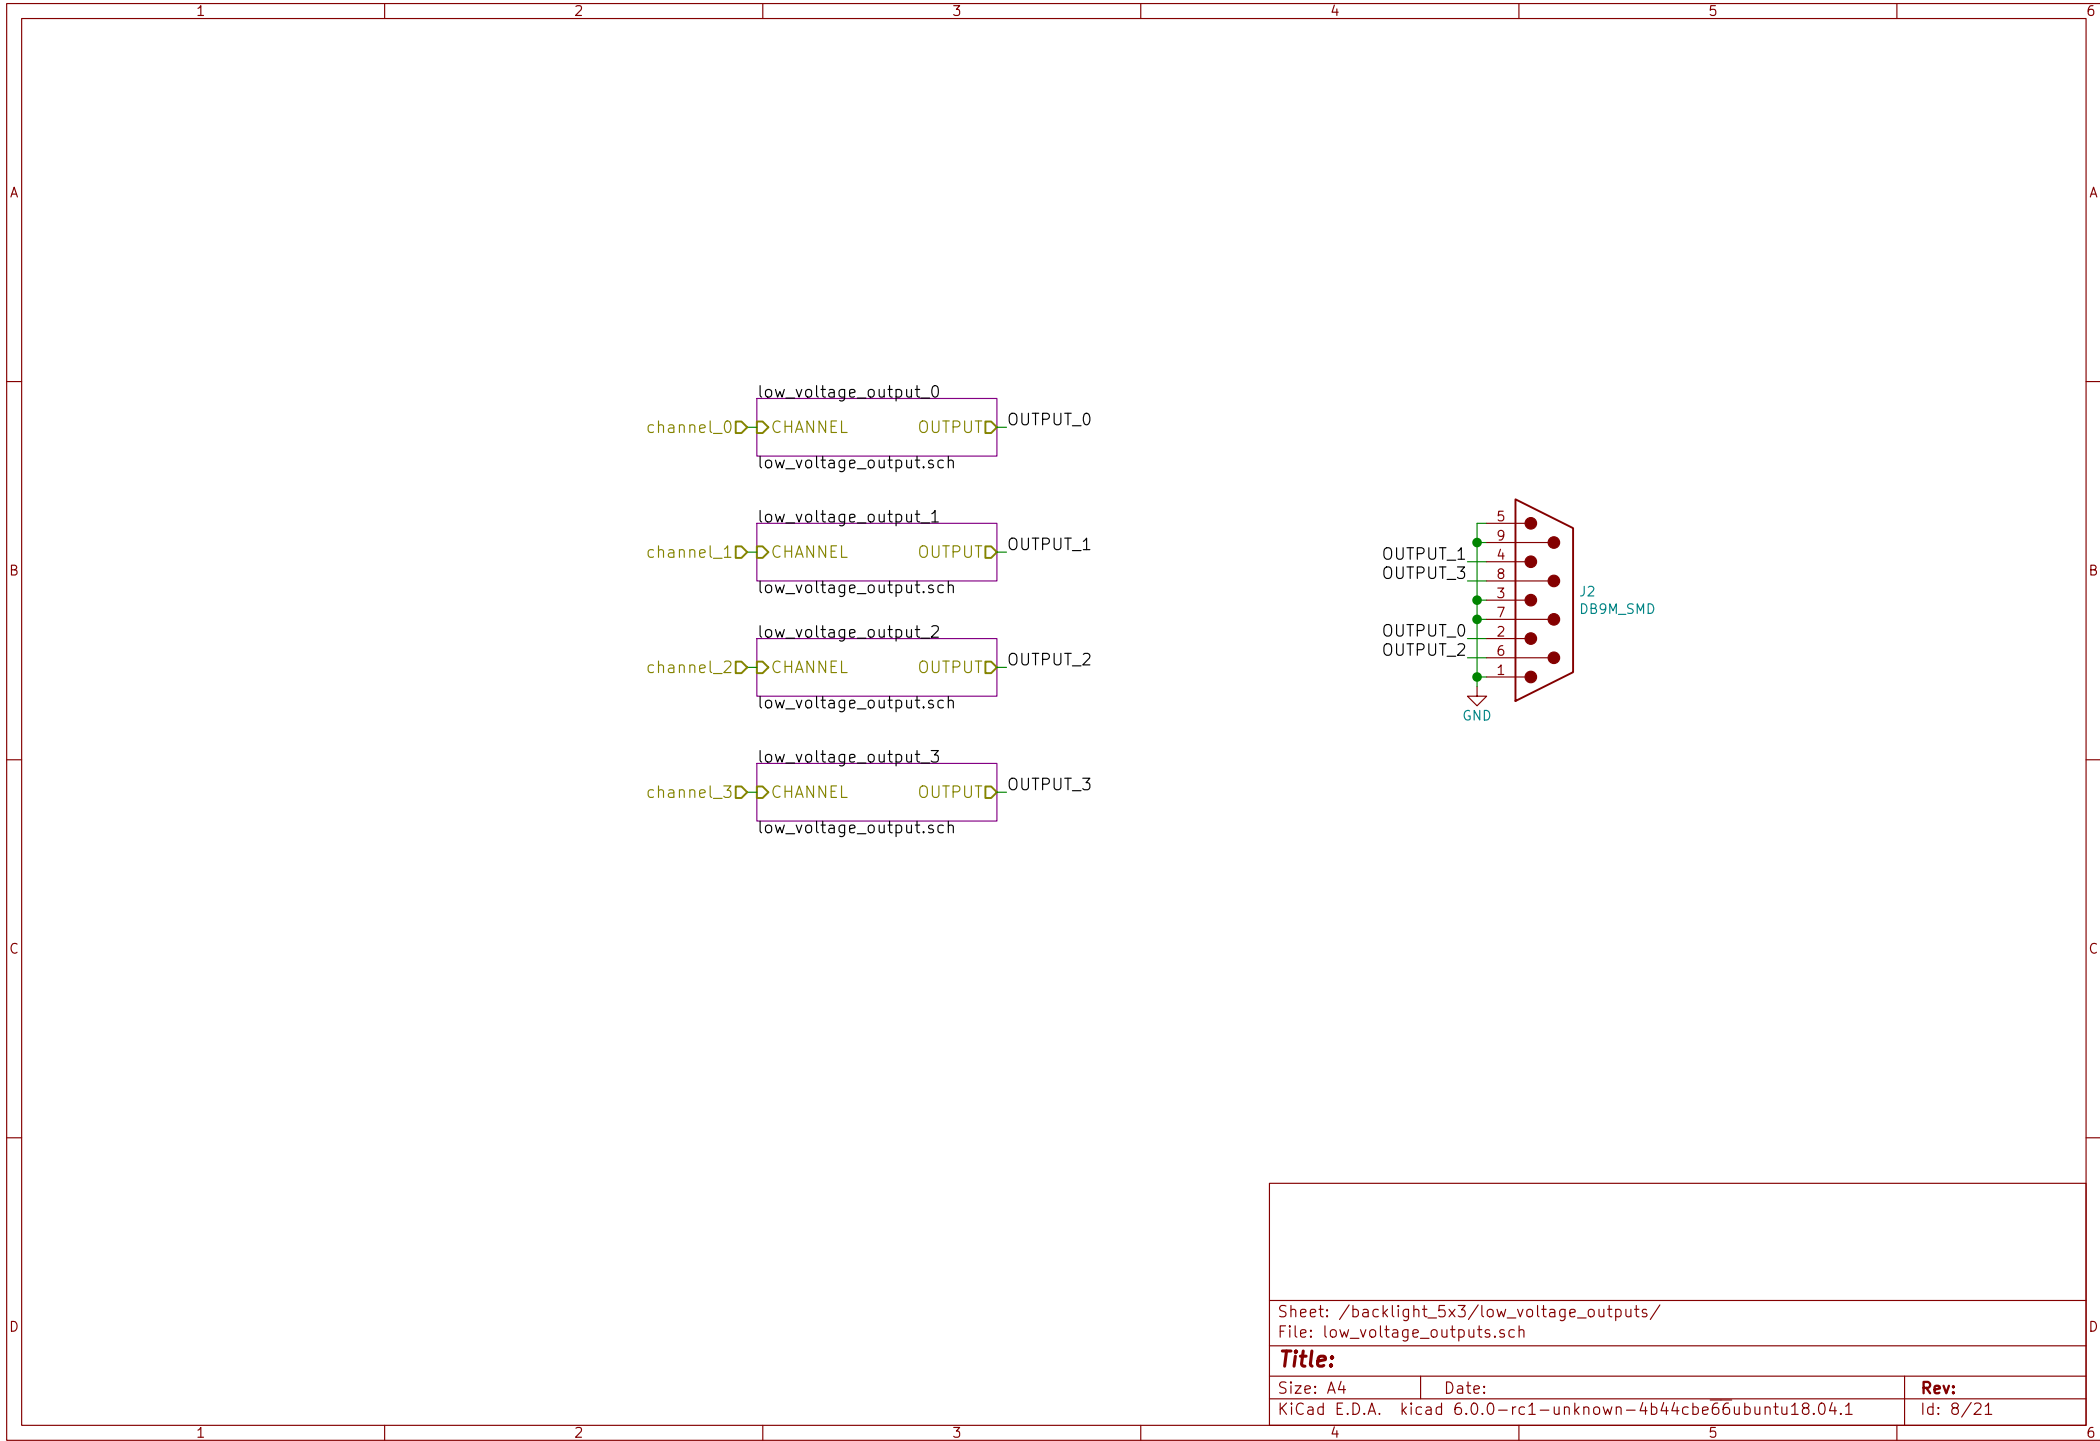 1 2 3 4 5 6
A A
low_voltage_output_0
channel_0 CHANNEL OUTPUT OUTPUT_0
low_voltage_output.sch
low_voltage_output_1
channel_1 CHANNEL OUTPUT OUTPUT_1
low_voltage_output.sch
low_voltage_output_2
channel_2 CHANNEL OUTPUT OUTPUT_2
low_voltage_output.sch
low_voltage_output_3
channel_3 CHANNEL OUTPUT OUTPUT_3
low_voltage_output.sch
5
9
OUTPUT_1 4
OUTPUT_3 8
3
7
OUTPUT_0 2
OUTPUT_2 6
1
GND
J2
DB9M_SMD
B B
C C
D D
Sheet: /backlight_5x3/low_voltage_outputs/
File: low_voltage_outputs.sch
Title:
Size: A4 Date: Rev:
KiCad E.D.A. kicad 6.0.0-rc1-unknown-4b44cbe66ubuntu18.04.1 Id: 8/21
1 2 3 4 5 6